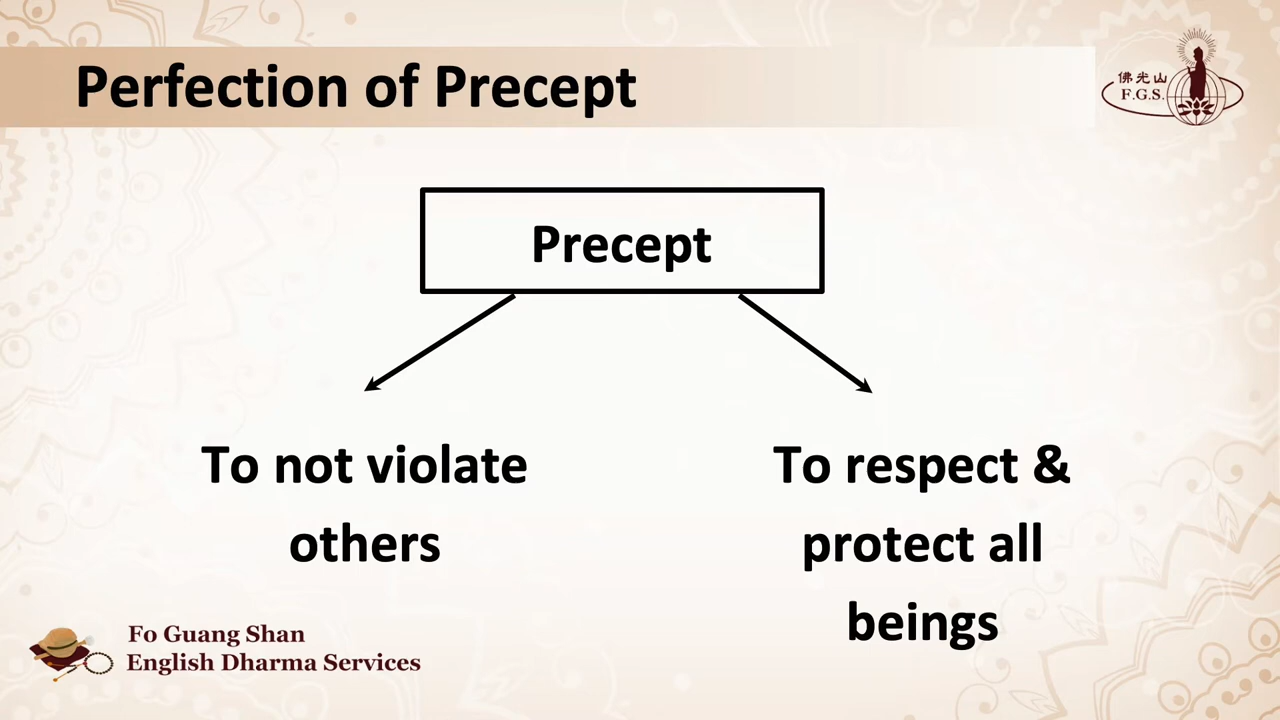 Perfection of Precept
佛光山
F.G.S.
Precept
To not violate
others
To respect &
protect all
beings
Fo Guang Shan
English Dharma Services